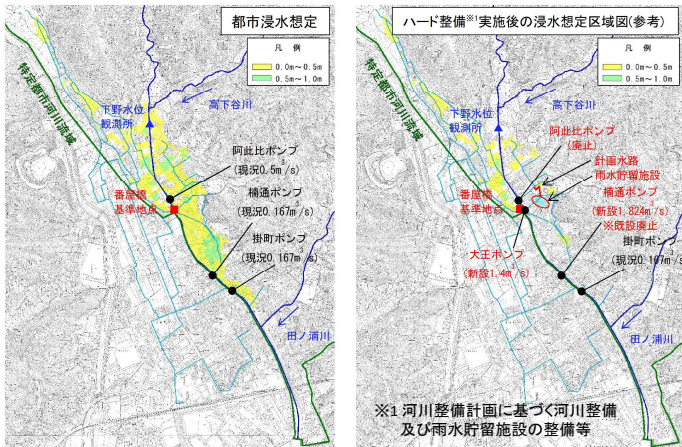 都市浸水想定
凡 例
0.0m～0.5m
0.5m～1.0m
特定都市河川流域
下野水位
観測所
高下谷川
阿此比ポンプ
(現況0.5m³/s)
番屋橋
基準地点
楠通ポンプ
(現況0.167m³/s)
掛町ポンプ
(現況0.167m³/s)
田ノ浦川
ハード整備※1実施後の浸水想定区域図(参考)
凡 例
0.0m～0.5m
0.5m～1.0m
特定都市河川流域
下野水位
観測所
高下谷川
阿此比ポンプ
(廃止)
計画水路
雨水貯留施設
番屋橋
基準地点
楠通ポンプ
(新設1.824m³/s)
※既設廃止
大王ポンプ
(新設1.4m³/s)
掛町ポンプ
(現況0.167m³/s)
田ノ浦川
※1 河川整備計画に基づく河川整備
及び雨水貯留施設の整備等